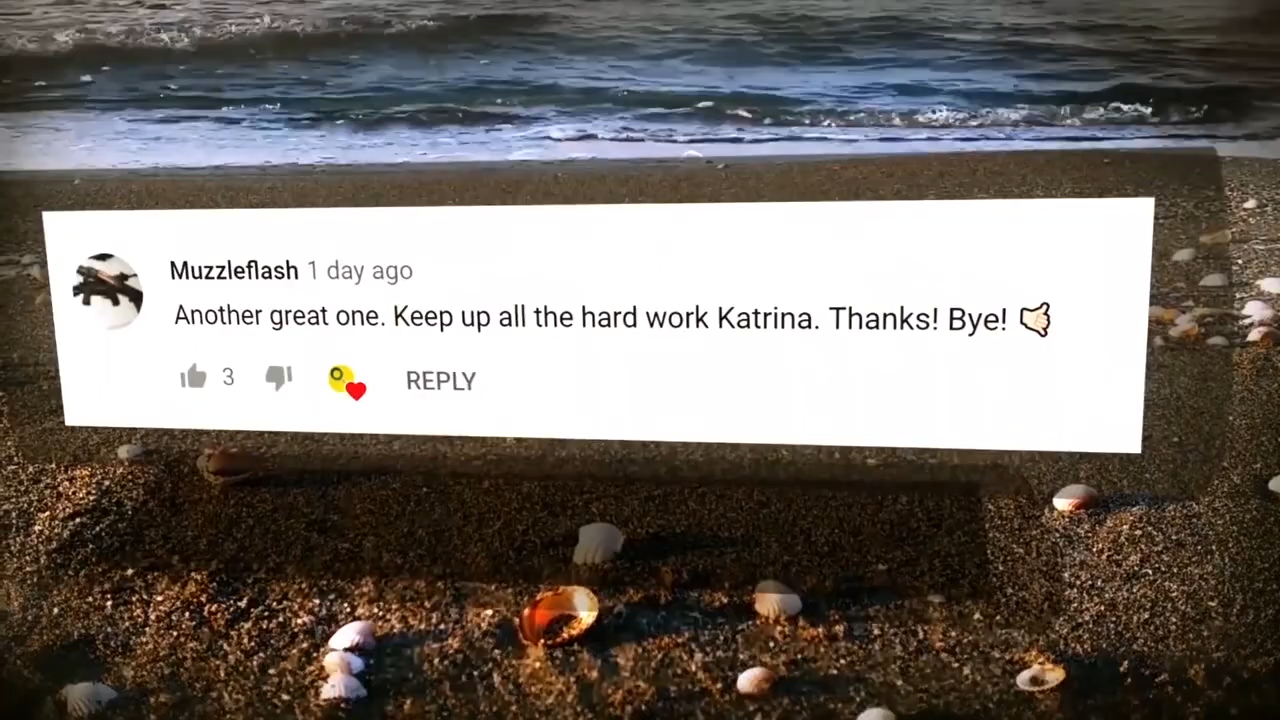 Muzzleflash 1 day ago
Another great one. Keep up all the hard work Katrina. Thanks! Bye! 🤙🏻
3
REPLY